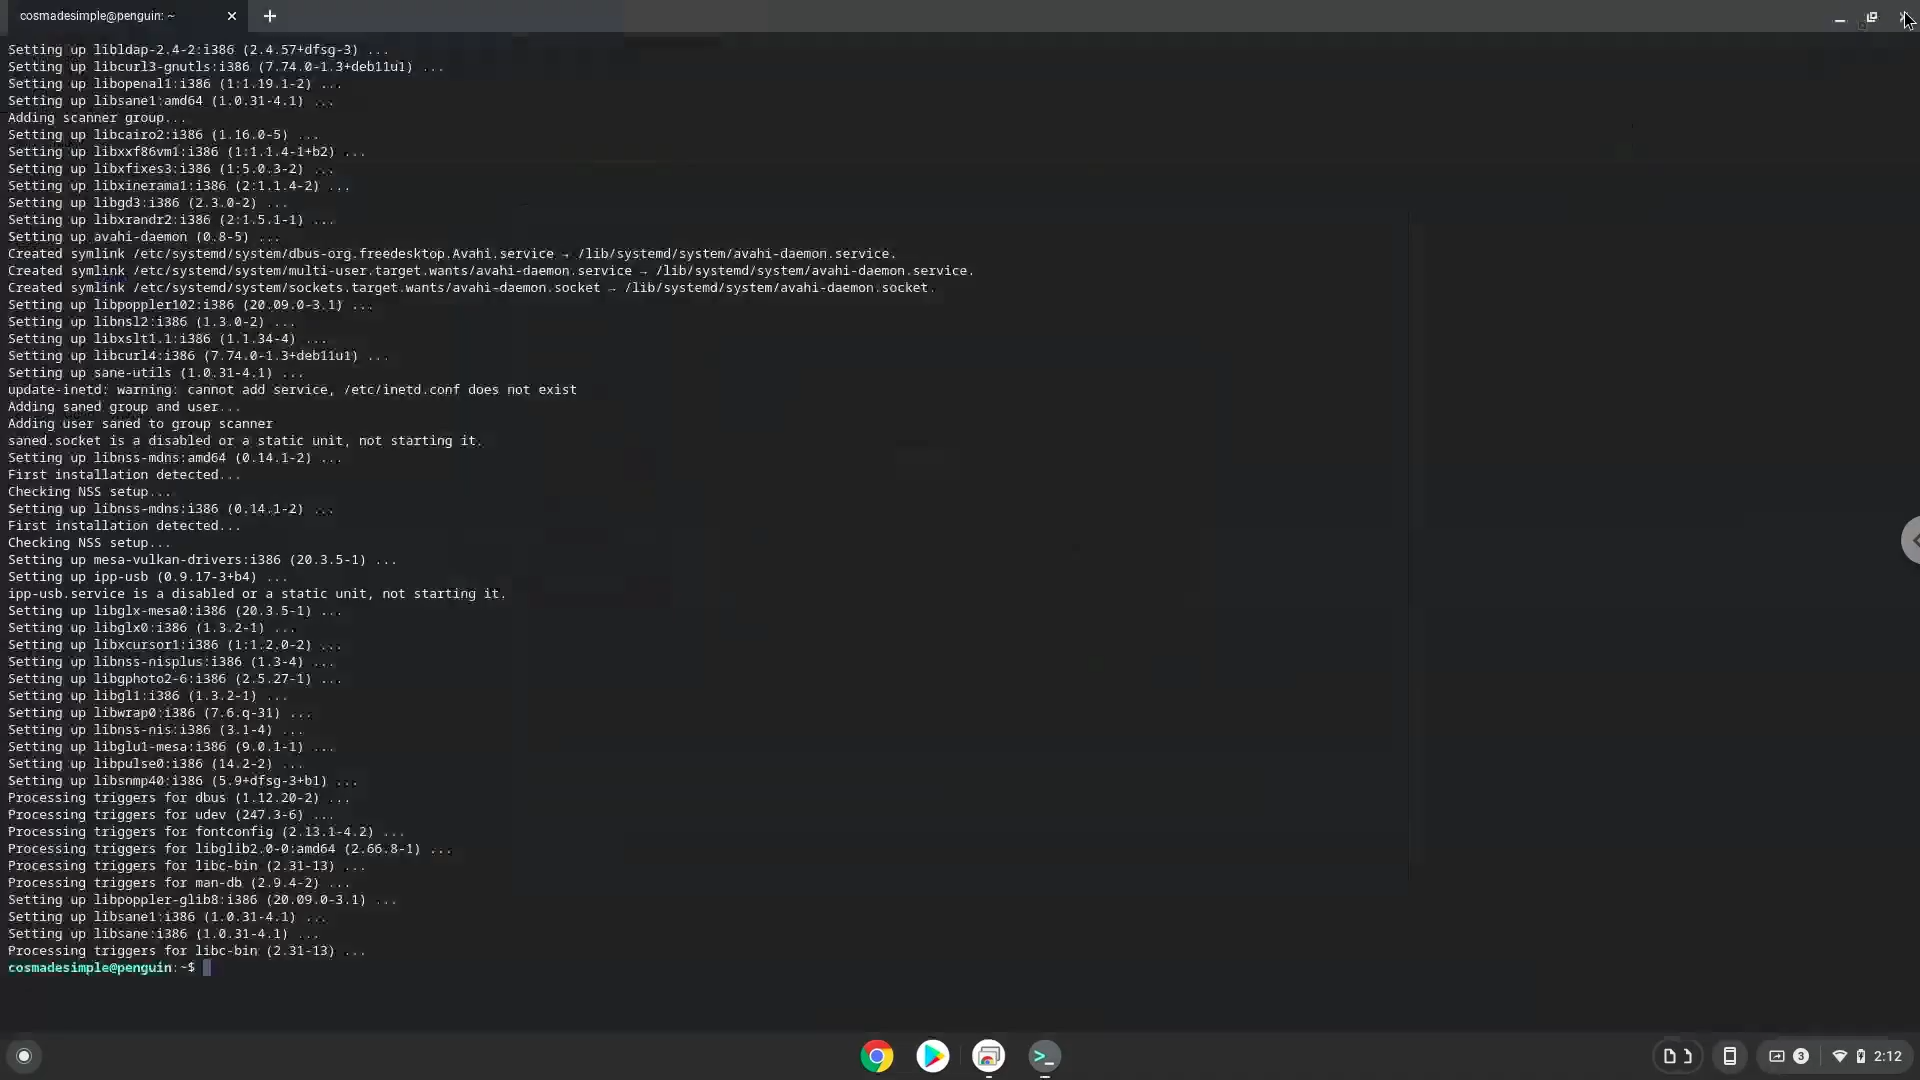 cosmadesimple@penguin: ~
Setting up libldap-2.4-2:i386 (2.4.57+dfsg-3) ...
Setting up libcurl3-gnutls:i386 (7.74.0-1.3+deb11u1) ...
Setting up libopenal1:i386 (1:1.19.1-2) ...
Setting up libsane1:amd64 (1.0.31-4.1) ...
Adding scanner group...
Setting up libcairo2:i386 (1.16.0-5) ...
Setting up libxxf86vm1:i386 (1:1.1.4-1+b2) ...
Setting up libxfixes3:i386 (1:5.0.3-2) ...
Setting up libxinerama1:i386 (2:1.1.4-2) ...
Setting up libgd3:i386 (2.3.0-2) ...
Setting up libxrandr2:i386 (2:1.5.1-1) ...
Setting up avahi-daemon (0.8-5) ...
Created symlink /etc/systemd/system/dbus-org.freedesktop.Avahi.service → /lib/systemd/system/avahi-daemon.service.
Created symlink /etc/systemd/system/multi-user.target.wants/avahi-daemon.service → /lib/systemd/system/avahi-daemon.service.
Created symlink /etc/systemd/system/sockets.target.wants/avahi-daemon.socket → /lib/systemd/system/avahi-daemon.socket.
Setting up libpoppler102:i386 (20.09.0-3.1) ...
Setting up libnsl2:i386 (1.3.0-2) ...
Setting up libxslt1.1:i386 (1.1.34-4) ...
Setting up libcurl4:i386 (7.74.0-1.3+deb11u1) ...
Setting up sane-utils (1.0.31-4.1) ...
update-inetd: warning: cannot add service, /etc/inetd.conf does not exist
Adding saned group and user...
Adding user saned to group scanner
saned.socket is a disabled or a static unit, not starting it.
Setting up libnss-mdns:amd64 (0.14.1-2) ...
First installation detected...
Checking NSS setup...
Setting up libnss-mdns:i386 (0.14.1-2) ...
First installation detected...
Checking NSS setup...
Setting up mesa-vulkan-drivers:i386 (20.3.5-1) ...
Setting up ipp-usb (0.9.17-3+b4) ...
ipp-usb.service is a disabled or a static unit, not starting it.
Setting up libglx-mesa0:i386 (20.3.5-1) ...
Setting up libglx0:i386 (1.3.2-1) ...
Setting up libxcursor1:i386 (1:1.2.0-2) ...
Setting up libnss-nisplus:i386 (1.3-4) ...
Setting up libgphoto2-6:i386 (2.5.27-1) ...
Setting up libgl1:i386 (1.3.2-1) ...
Setting up libwrap0:i386 (7.6.q-31) ...
Setting up libnss-nis:i386 (3.1-4) ...
Setting up libglu1-mesa:i386 (9.0.1-1) ...
Setting up libpulse0:i386 (14.2-2) ...
Setting up libsnmp40:i386 (5.9+dfsg-3+b1) ...
Processing triggers for dbus (1.12.20-2) ...
Processing triggers for udev (247.3-6) ...
Processing triggers for fontconfig (2.13.1-4.2) ...
Processing triggers for libglib2.0-0:amd64 (2.66.8-1) ...
Processing triggers for libc-bin (2.31-13) ...
Processing triggers for man-db (2.9.4-2) ...
Setting up libpoppler-glib8:i386 (20.09.0-3.1) ...
Setting up libsane1:i386 (1.0.31-4.1) ...
Setting up libsane:i386 (1.0.31-4.1) ...
Processing triggers for libc-bin (2.31-13) ...
cosmadesimple@penguin:~$
3 2:12